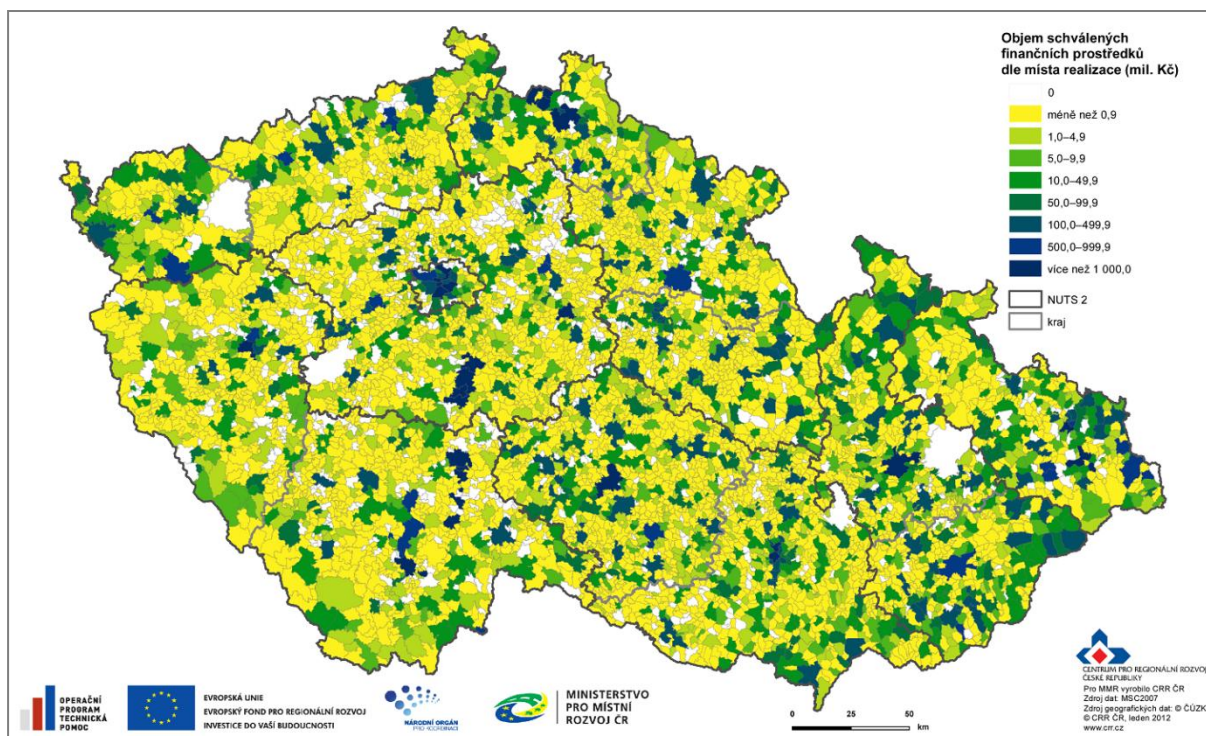 Objem schválených
finančních prostředků
dle místa realizace (mil. Kč)
0
méně než 0,9
1,0–4,9
5,0–9,9
10,0–49,9
50,0–99,9
100,0–499,9
500,0–999,9
více než 1 000,0
NUTS 2
kraj
OPERAČNÍ
PROGRAM
TECHNICKÁ
POMOC
EVROPSKÁ UNIE
EVROPSKÝ FOND PRO REGIONÁLNÍ ROZVOJ
INVESTICE DO VAŠÍ BUDOUCNOSTI
NÁRODNÍ ORGÁN
PRO KOORDINACI
MINISTERSTVO
PRO MÍSTNÍ
ROZVOJ ČR
0 25 50
km
CENTRUM PRO REGIONÁLNÍ ROZVOJ
ČESKÉ REPUBLIKY
Pro MMR vyrobilo CRR ČR
Zdroj dat: MSC2007
Zdroj geografických dat: © ČÚZK
© CRR ČR, leden 2012
www.crr.cz